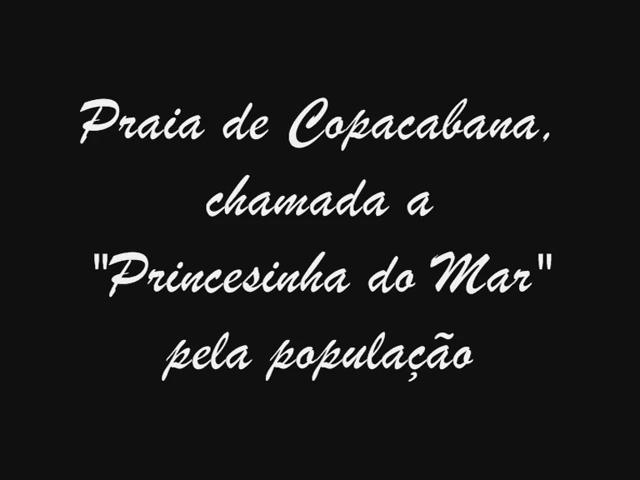 Praia de Copacabana,
chamada a
"Princesinha do Mar"
pela população